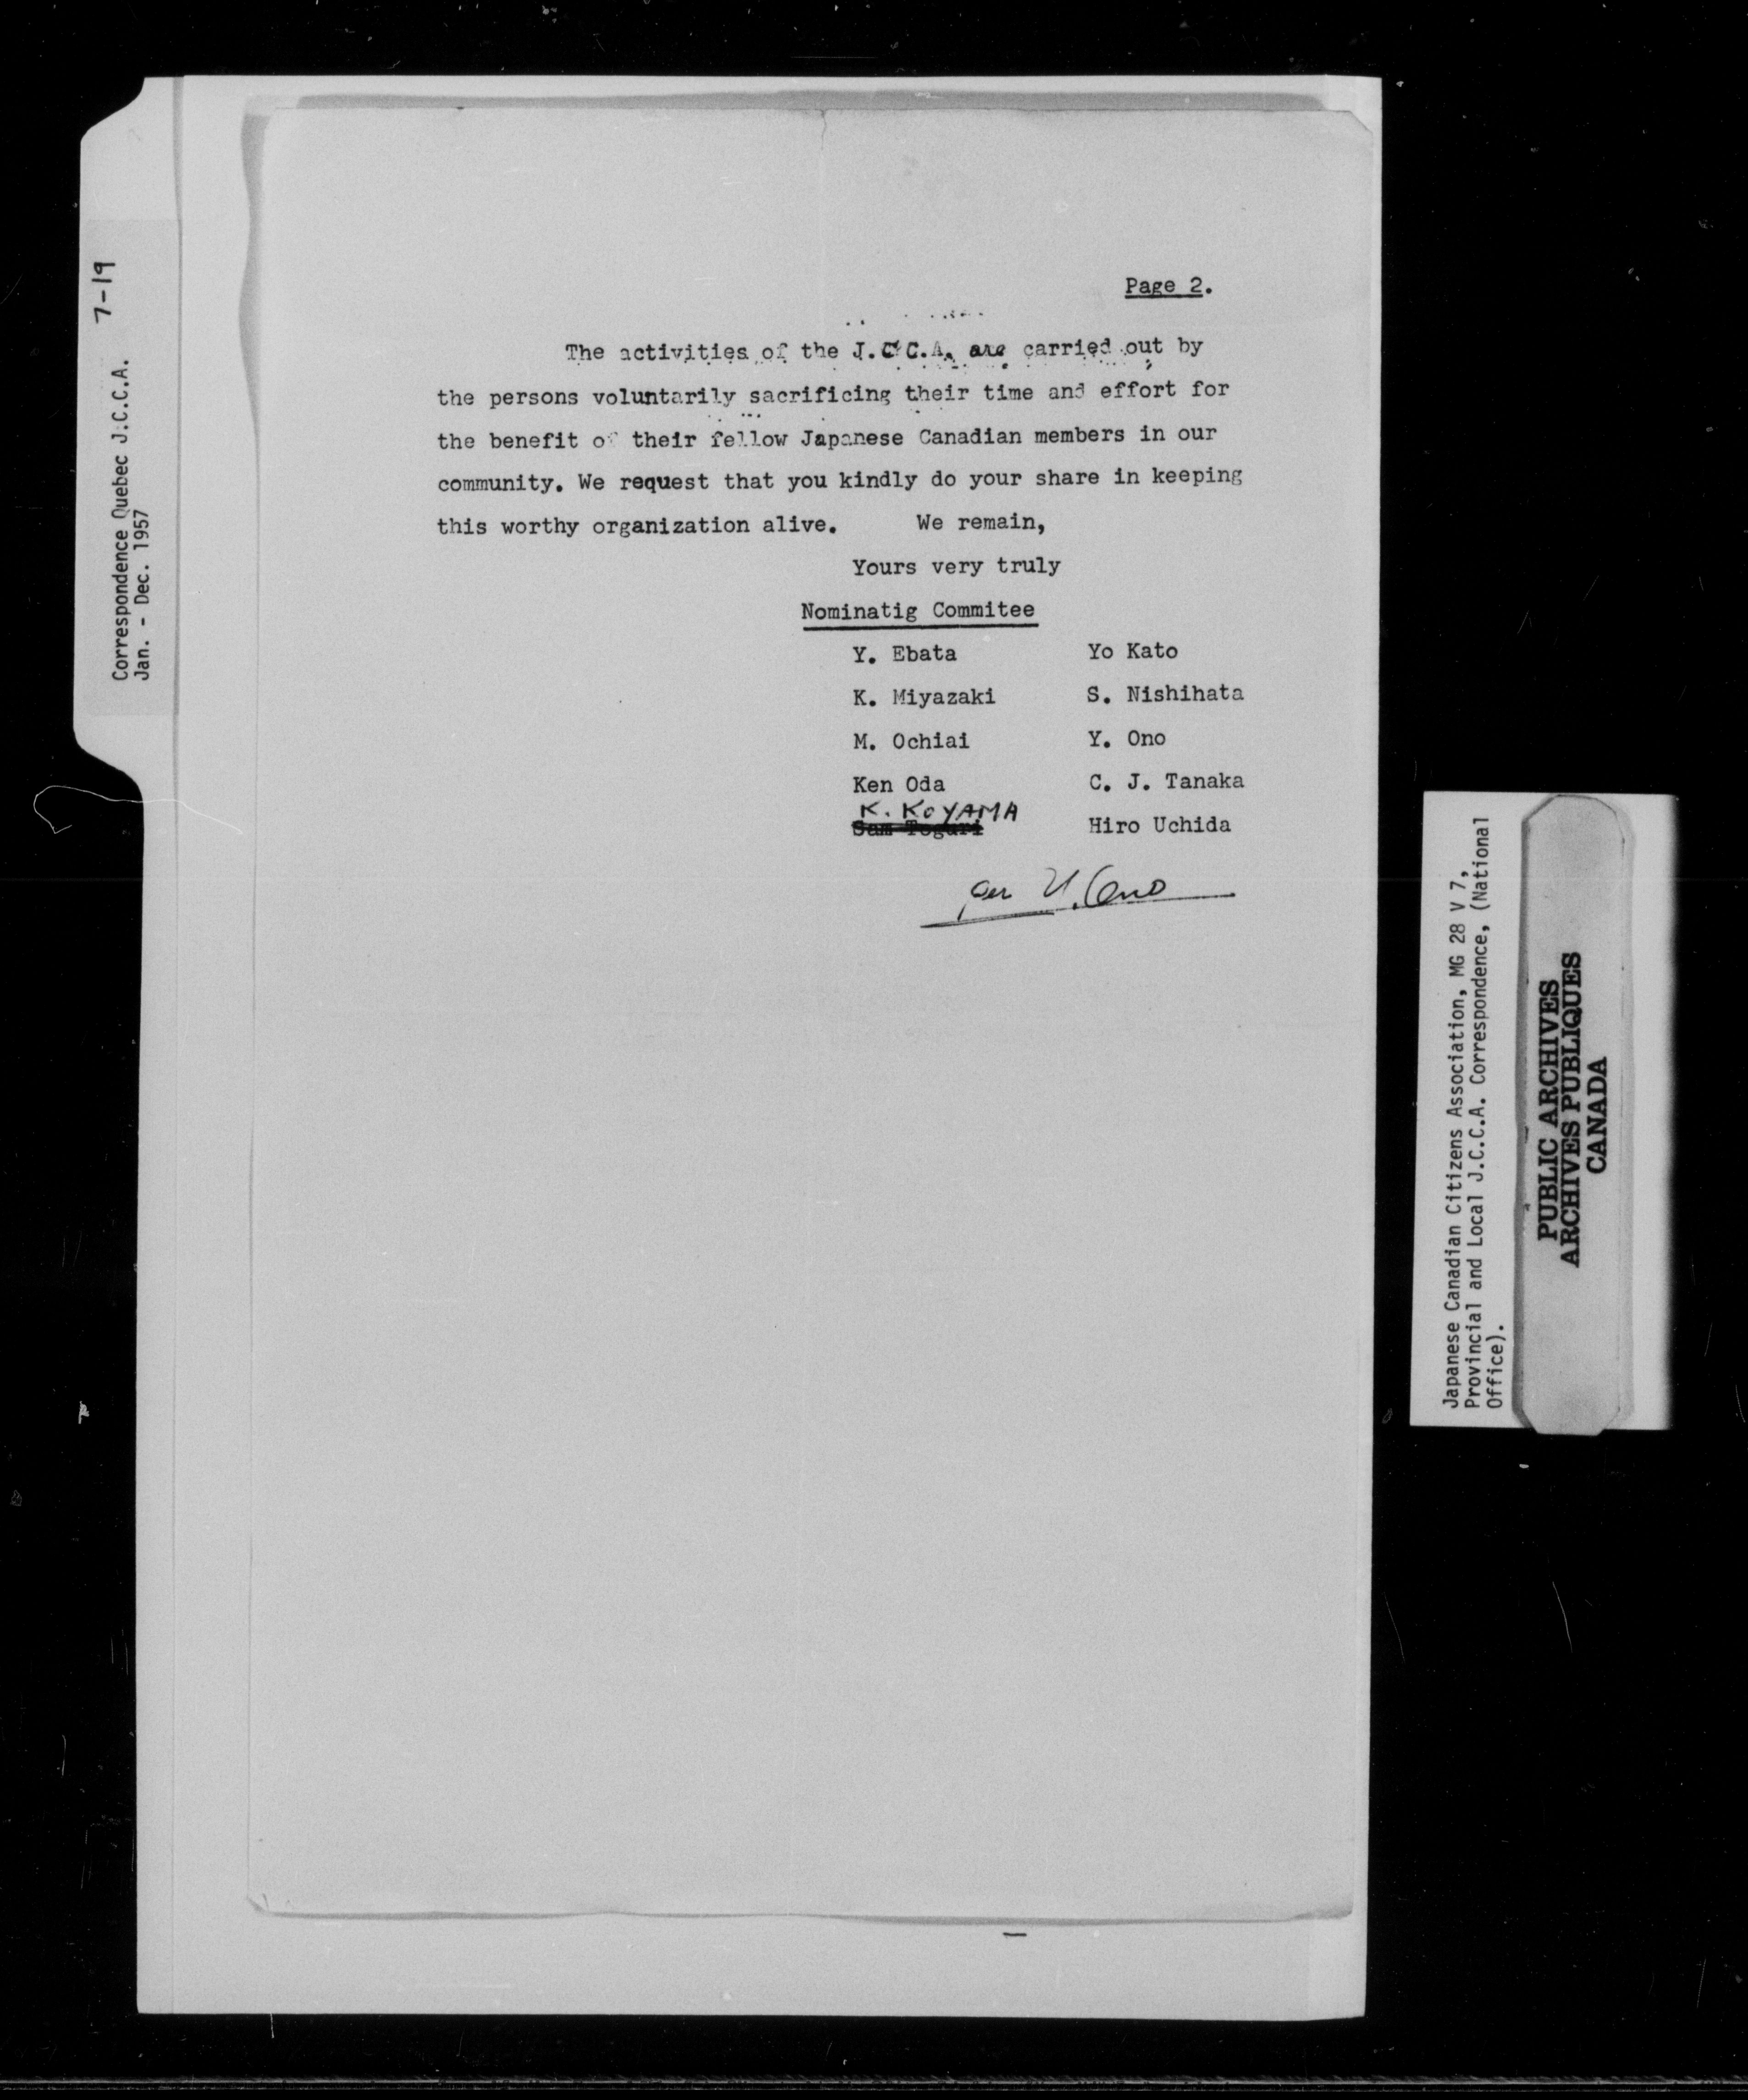 7-19
Correspondence Quebec J.C.C.A.
Jan. - Dec. 1957
Page 2.
The activities of the J.C.C.A. are carried out by
the persons voluntarily sacrificing their time and effort for
the benefit of their fellow Japanese Canadian members in our
community. We request that you kindly do your share in keeping
this worthy organization alive. We remain,
Yours very truly
Nominatig Commitee
Y. Ebata Yo Kato
K. Miyazaki S. Nishihata
M. Ochiai Y. Ono
Ken Oda C. J. Tanaka
K. KOYAMA
Sam Toguri Hiro Uchida
per Y. Ono
Japanese Canadian Citizens Association, MG 28 V 7,
Provincial and Local J.C.C.A. Correspondence, (National
Office).
PUBLIC ARCHIVES
ARCHIVES PUBLIQUES
CANADA